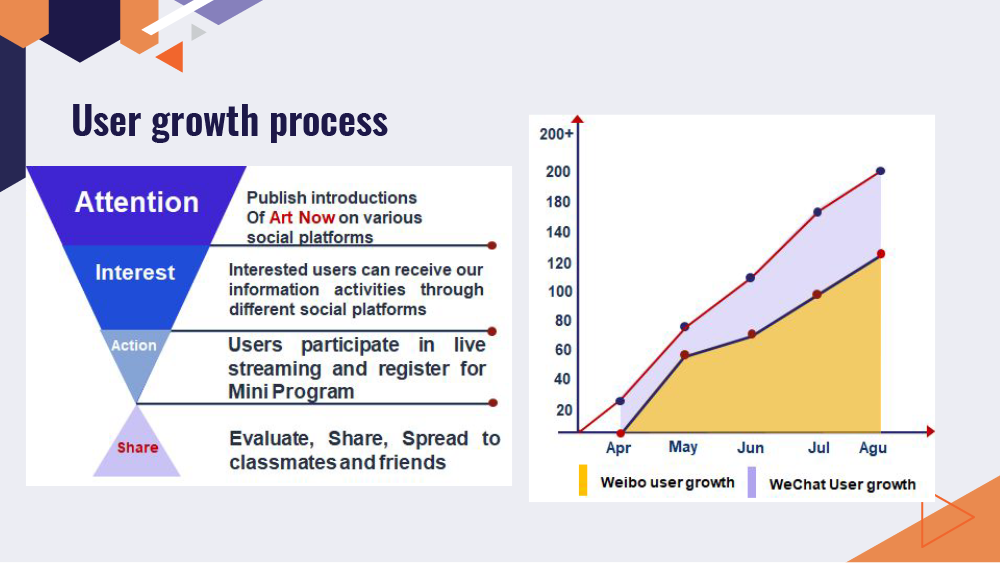 User growth process
Attention
Publish introductions
Of Art Now on various
social platforms
Interest
Interested users can receive our
information activities through
different social platforms
Action
Users participate in live
streaming and register for
Mini Program
Share
Evaluate, Share, Spread to
classmates and friends
200+
200
180
140
120
100
80
60
40
20
Apr May Jun Jul Agu
Weibo user growth
WeChat User growth